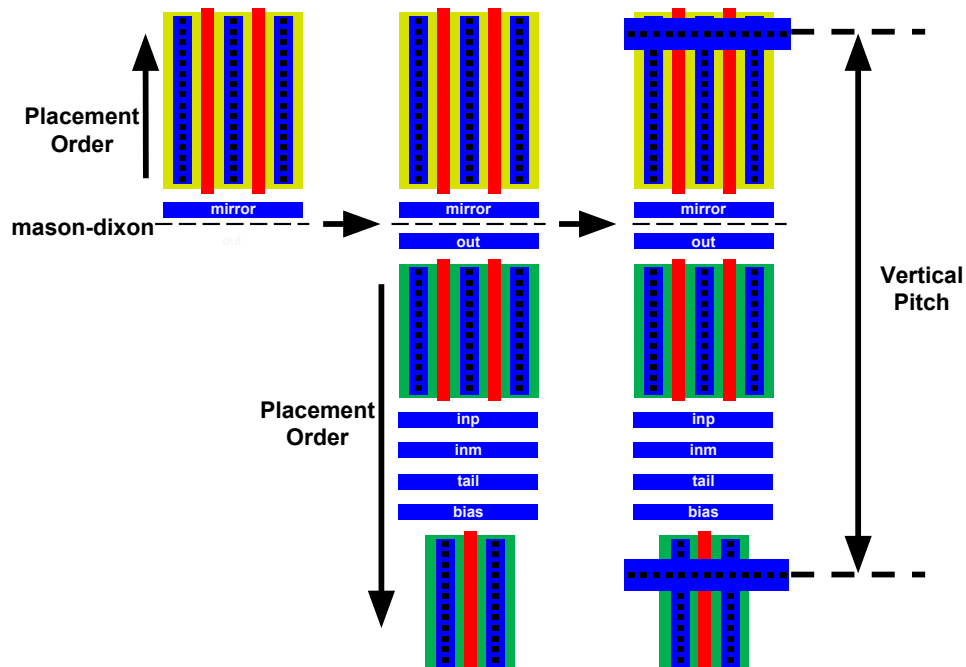 Placement
Order
mirror
mason-dixon
out
mirror
out
mirror
out
Placement
Order
inp
inm
tail
bias
inp
inm
tail
bias
Vertical
Pitch